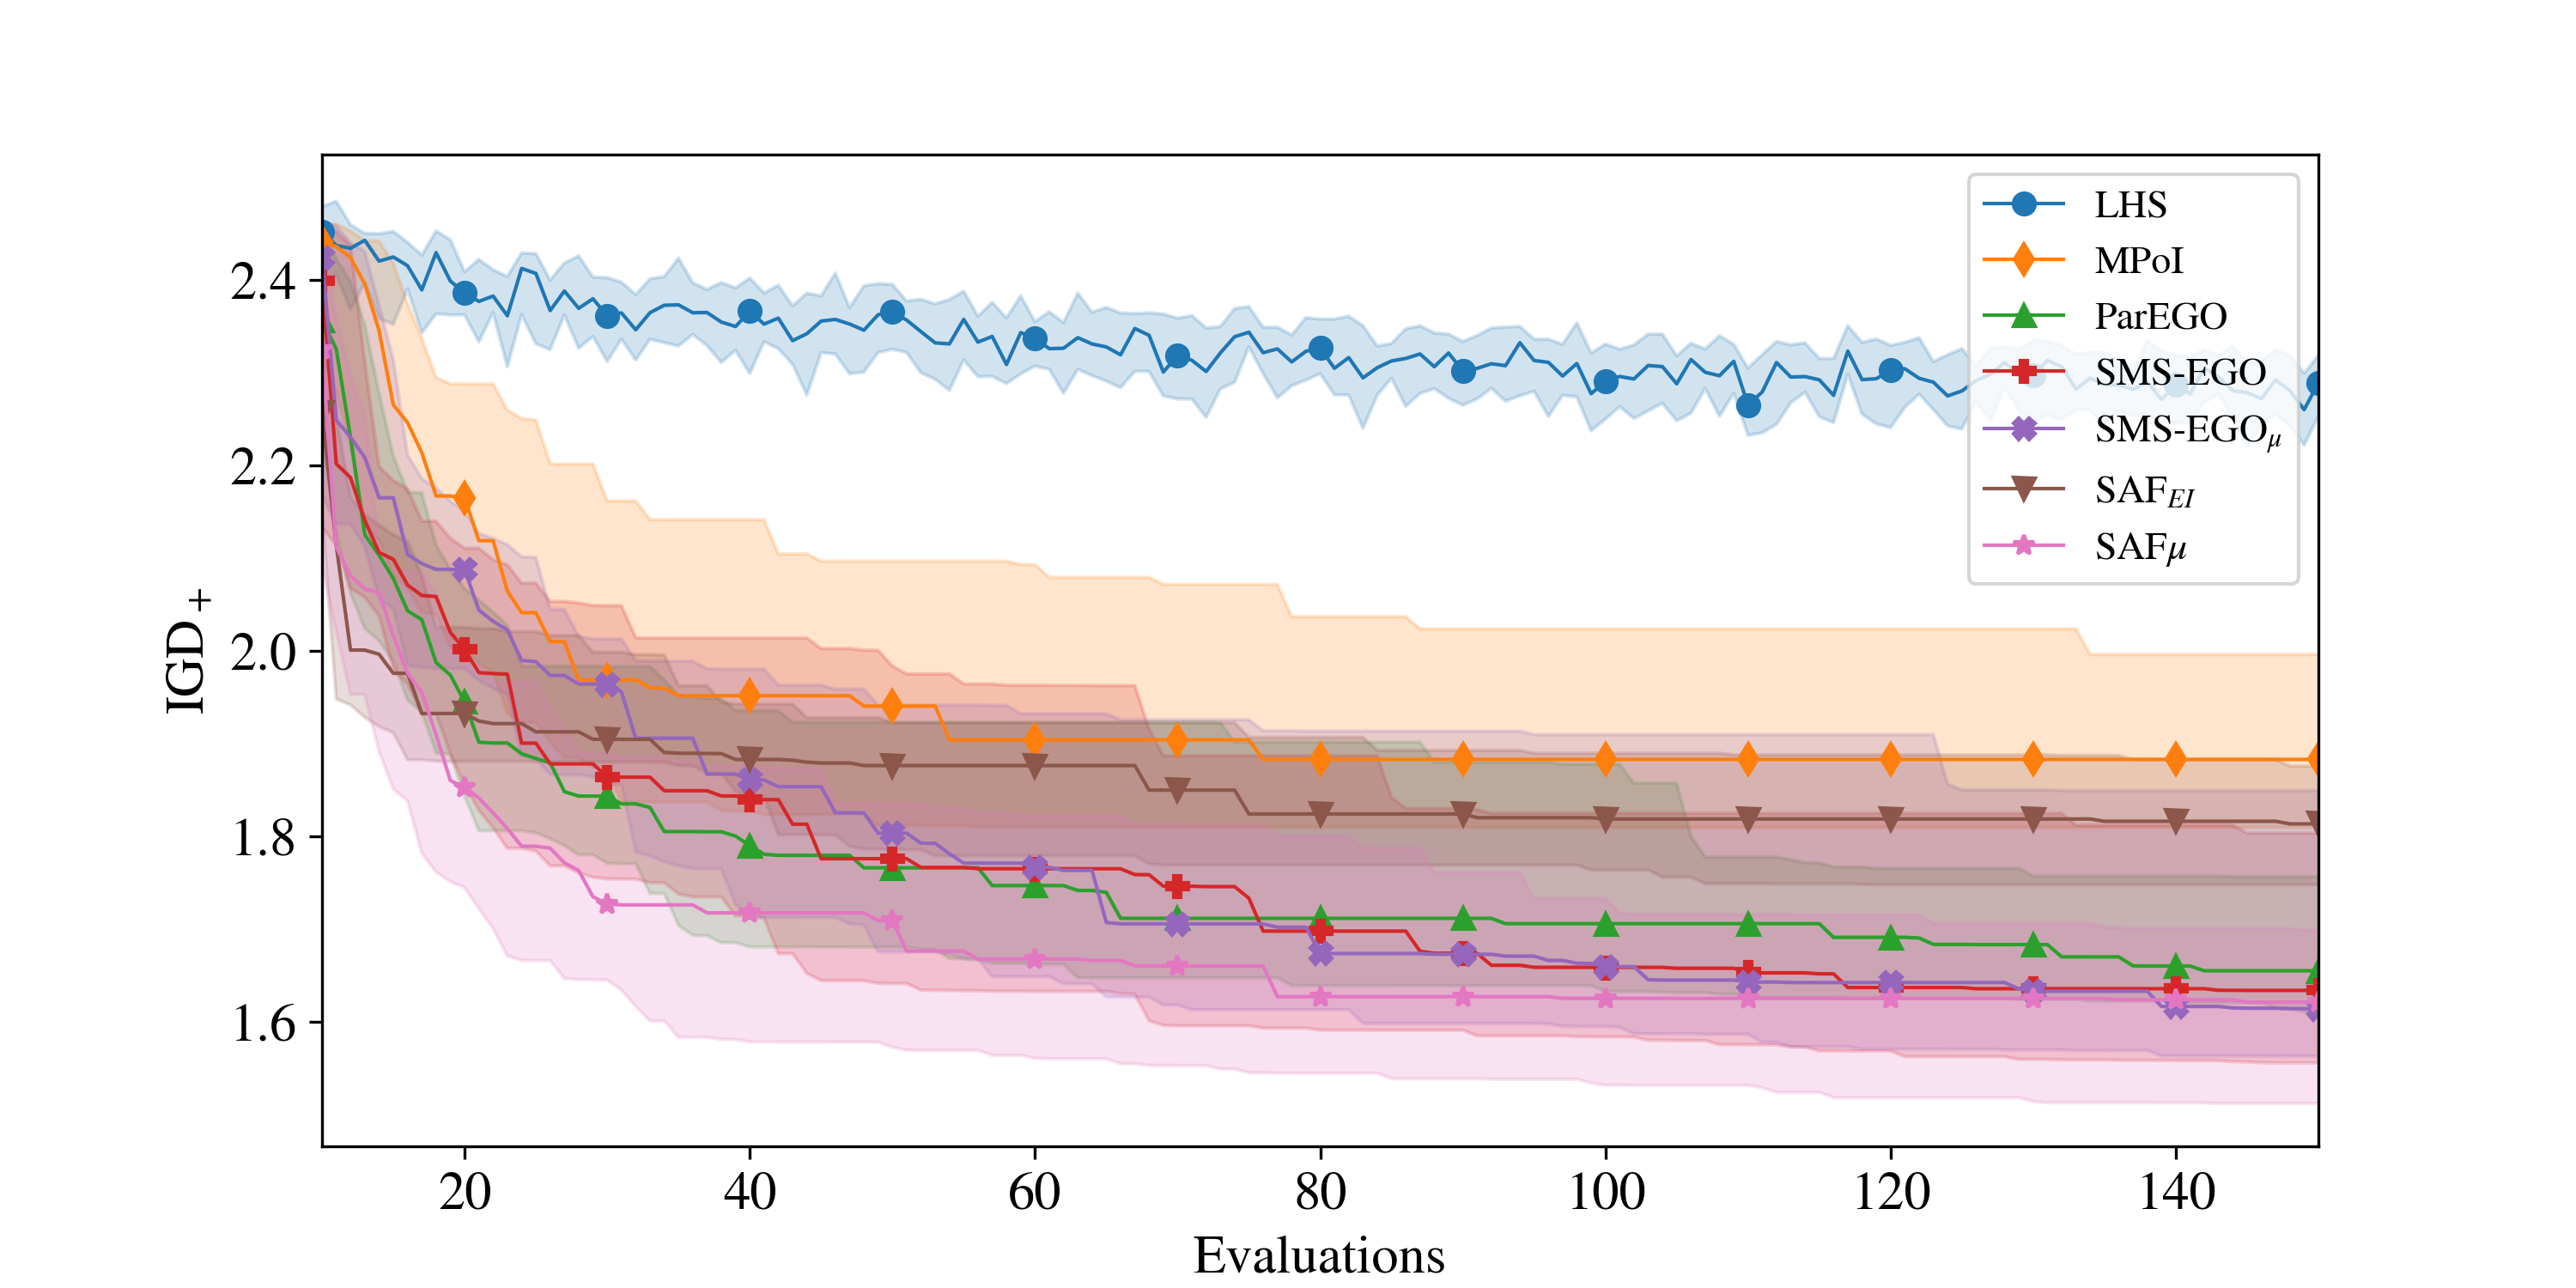 2.4
2.2
2.0
1.8
1.6
IGD₊
20 40 60 80 100 120 140
Evaluations
LHS
MPoI
ParEGO
SMS-EGO
SMS-EGOμ
SAF_EI
SAFμ